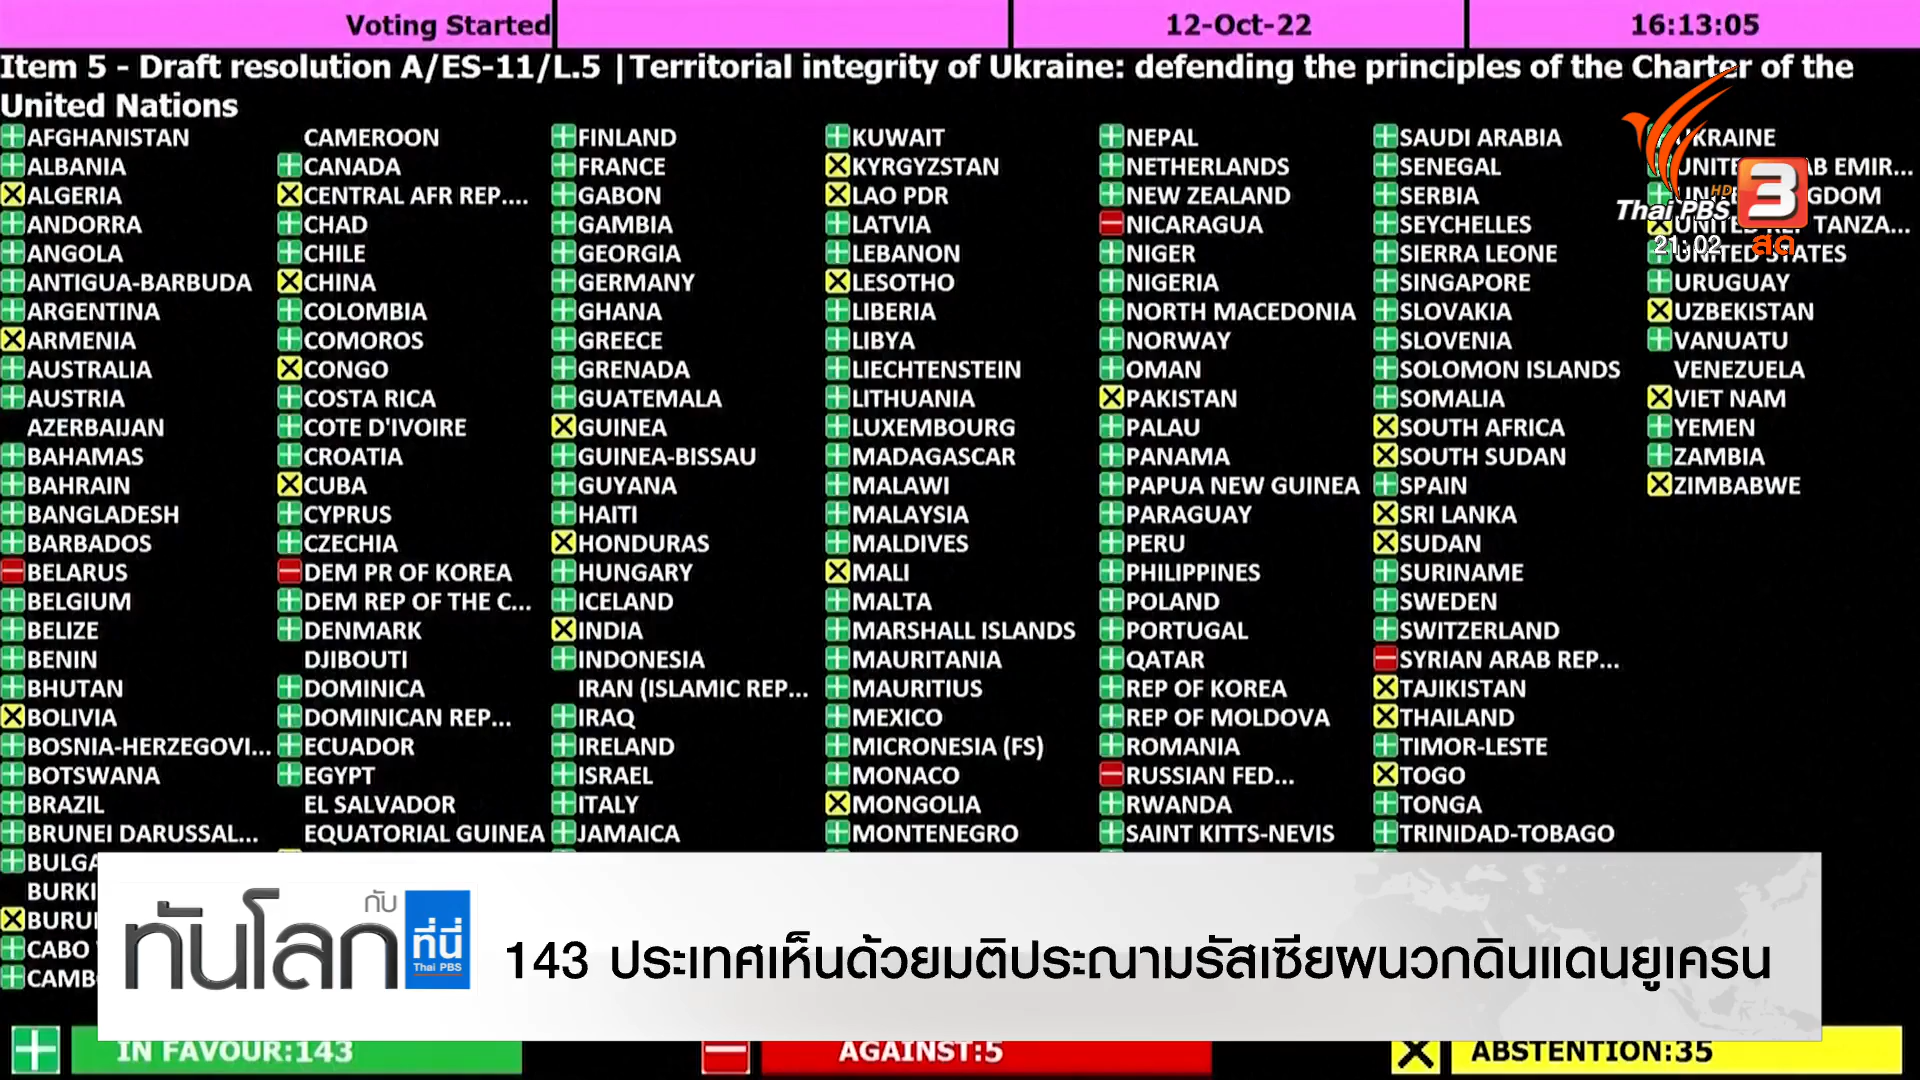 Voting Started 12-Oct-22 16:13:05
Item 5 - Draft resolution A/ES-11/L.5 |Territorial integrity of Ukraine: defending the principles of the Charter of the
United Nations
AFGHANISTAN
ALBANIA
ALGERIA
ANDORRA
ANGOLA
ANTIGUA-BARBUDA
ARGENTINA
ARMENIA
AUSTRALIA
AUSTRIA
AZERBAIJAN
BAHAMAS
BAHRAIN
BANGLADESH
BARBADOS
BELARUS
BELGIUM
BELIZE
BENIN
BHUTAN
BOLIVIA
BOSNIA-HERZEGOVI...
BOTSWANA
BRAZIL
BRUNEI DARUSSAL...
CABO
CAMEROON
CANADA
CENTRAL AFR REP....
CHAD
CHILE
CHINA
COLOMBIA
COMOROS
CONGO
COSTA RICA
COTE D'IVOIRE
CROATIA
CUBA
CYPRUS
CZECHIA
DEM PR OF KOREA
DEM REP OF THE C...
DENMARK
DJIBOUTI
DOMINICA
DOMINICAN REP...
ECUADOR
EGYPT
EL SALVADOR
EQUATORIAL GUINEA
FINLAND
FRANCE
GABON
GAMBIA
GEORGIA
GERMANY
GHANA
GREECE
GRENADA
GUATEMALA
GUINEA
GUINEA-BISSAU
GUYANA
HAITI
HONDURAS
HUNGARY
ICELAND
INDIA
INDONESIA
IRAN (ISLAMIC REP...
IRAQ
IRELAND
ISRAEL
ITALY
JAMAICA
KUWAIT
KYRGYZSTAN
LAO PDR
LATVIA
LEBANON
LESOTHO
LIBERIA
LIBYA
LIECHTENSTEIN
LITHUANIA
LUXEMBOURG
MADAGASCAR
MALAWI
MALAYSIA
MALDIVES
MALI
MALTA
MARSHALL ISLANDS
MAURITANIA
MAURITIUS
MEXICO
MICRONESIA (FS)
MONACO
MONGOLIA
MONTENEGRO
NEPAL
NETHERLANDS
NEW ZEALAND
NICARAGUA
NIGER
NIGERIA
NORTH MACEDONIA
NORWAY
OMAN
PAKISTAN
PALAU
PANAMA
PAPUA NEW GUINEA
PARAGUAY
PERU
PHILIPPINES
POLAND
PORTUGAL
QATAR
REP OF KOREA
REP OF MOLDOVA
ROMANIA
RUSSIAN FED...
RWANDA
SAINT KITTS-NEVIS
SAUDI ARABIA
SENEGAL
SERBIA
SEYCHELLES
SIERRA LEONE
SINGAPORE
SLOVAKIA
SLOVENIA
SOLOMON ISLANDS
SOMALIA
SOUTH AFRICA
SOUTH SUDAN
SPAIN
SRI LANKA
SUDAN
SURINAME
SWEDEN
SWITZERLAND
SYRIAN ARAB REP...
TAJIKISTAN
THAILAND
TIMOR-LESTE
TOGO
TONGA
TRINIDAD-TOBAGO
UKRAINE
EMIR...
TANZA...
UNITED STATES
URUGUAY
UZBEKISTAN
VANUATU
VENEZUELA
VIET NAM
YEMEN
ZAMBIA
ZIMBABWE
Thai PBS HD 3
21:02 สด
ทันโลก กับ ที่นี่ Thai PBS
143 ประเทศเห็นด้วยมติประณามรัสเซียผนวกดินแดนยูเครน
IN FAVOUR:143 AGAINST:5 ABSTENTION:35